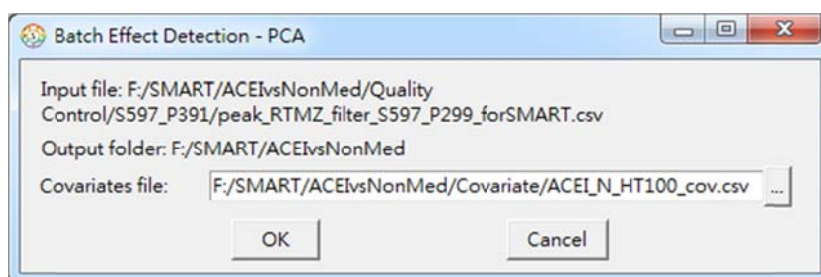 Batch Effect Detection - PCA
Input file: F:/SMART/ACEIvsNonMed/Quality
Control/S597_P391/peak_RTMZ_filter_S597_P299_forSMART.csv
Output folder: F:/SMART/ACEIvsNonMed
Covariates file: F:/SMART/ACEIvsNonMed/Covariate/ACEI_N_HT100_cov.csv ...
OK Cancel